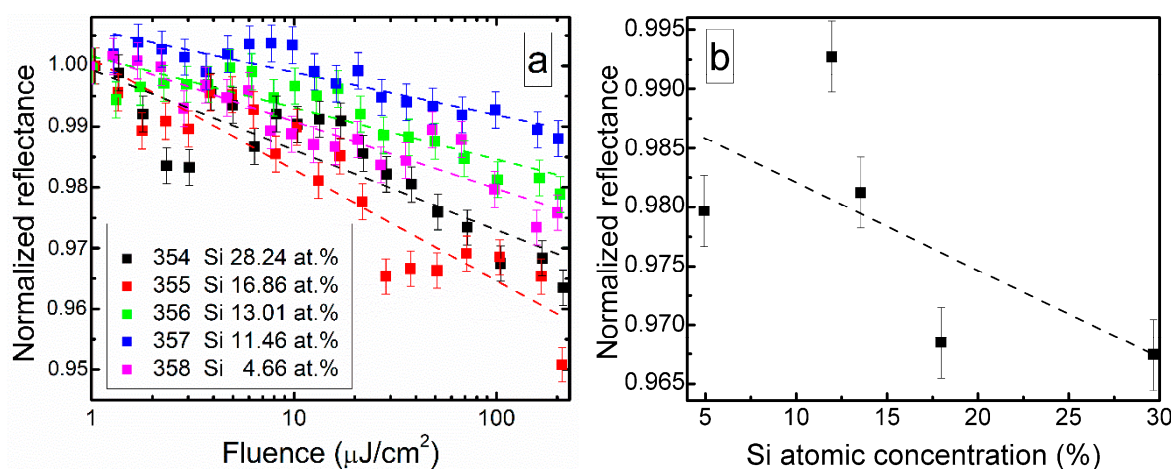 a
Normalized reflectance
1.00
0.99
0.98
0.97
0.96
0.95
354 Si 28.24 at.%
355 Si 16.86 at.%
356 Si 13.01 at.%
357 Si 11.46 at.%
358 Si 4.66 at.%
1 10 100
Fluence (μJ/cm²)
b
Normalized reflectance
0.995
0.990
0.985
0.980
0.975
0.970
0.965
5 10 15 20 25 30
Si atomic concentration (%)